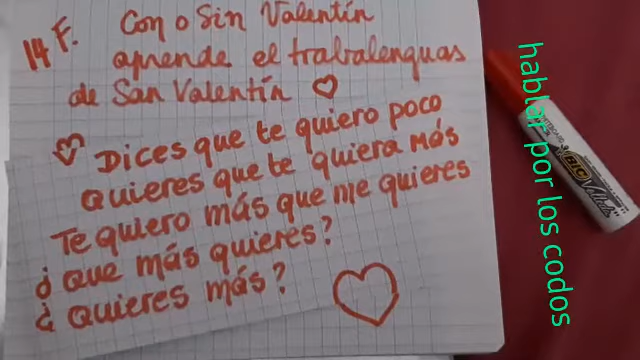 14 F. Con o Sin Valentín
aprende el trabalenguas
de San Valentín
Dices que te quiero poco
Quieres que te quiera más
Te quiero más que me quieres
¿ Que más quieres?
¿ Quieres más?
hablar por los codos
BIC Velleda